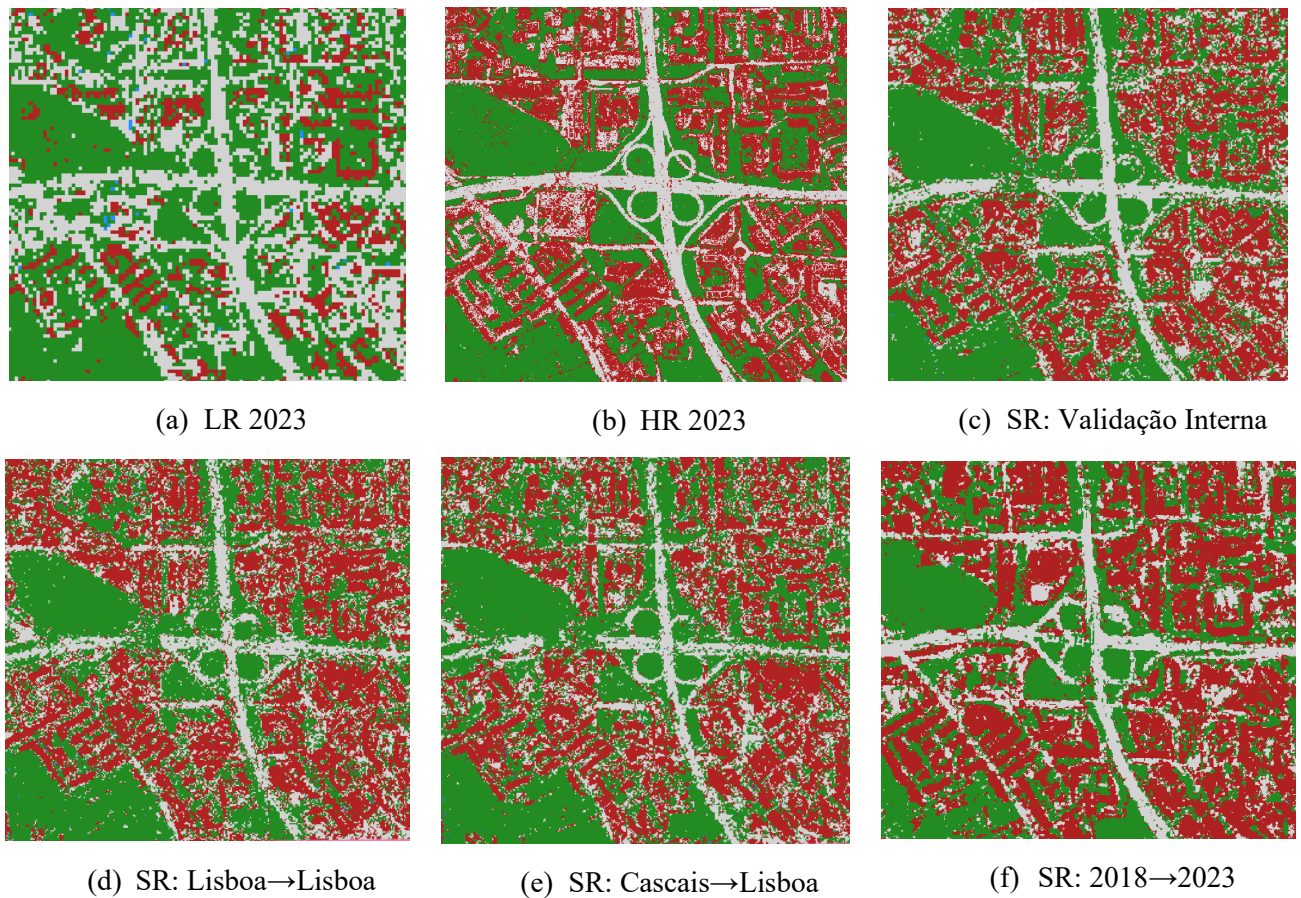 (a) LR 2023
(b) HR 2023
(c) SR: Validação Interna
(d) SR: Lisboa→Lisboa
(e) SR: Cascais→Lisboa
(f) SR: 2018→2023